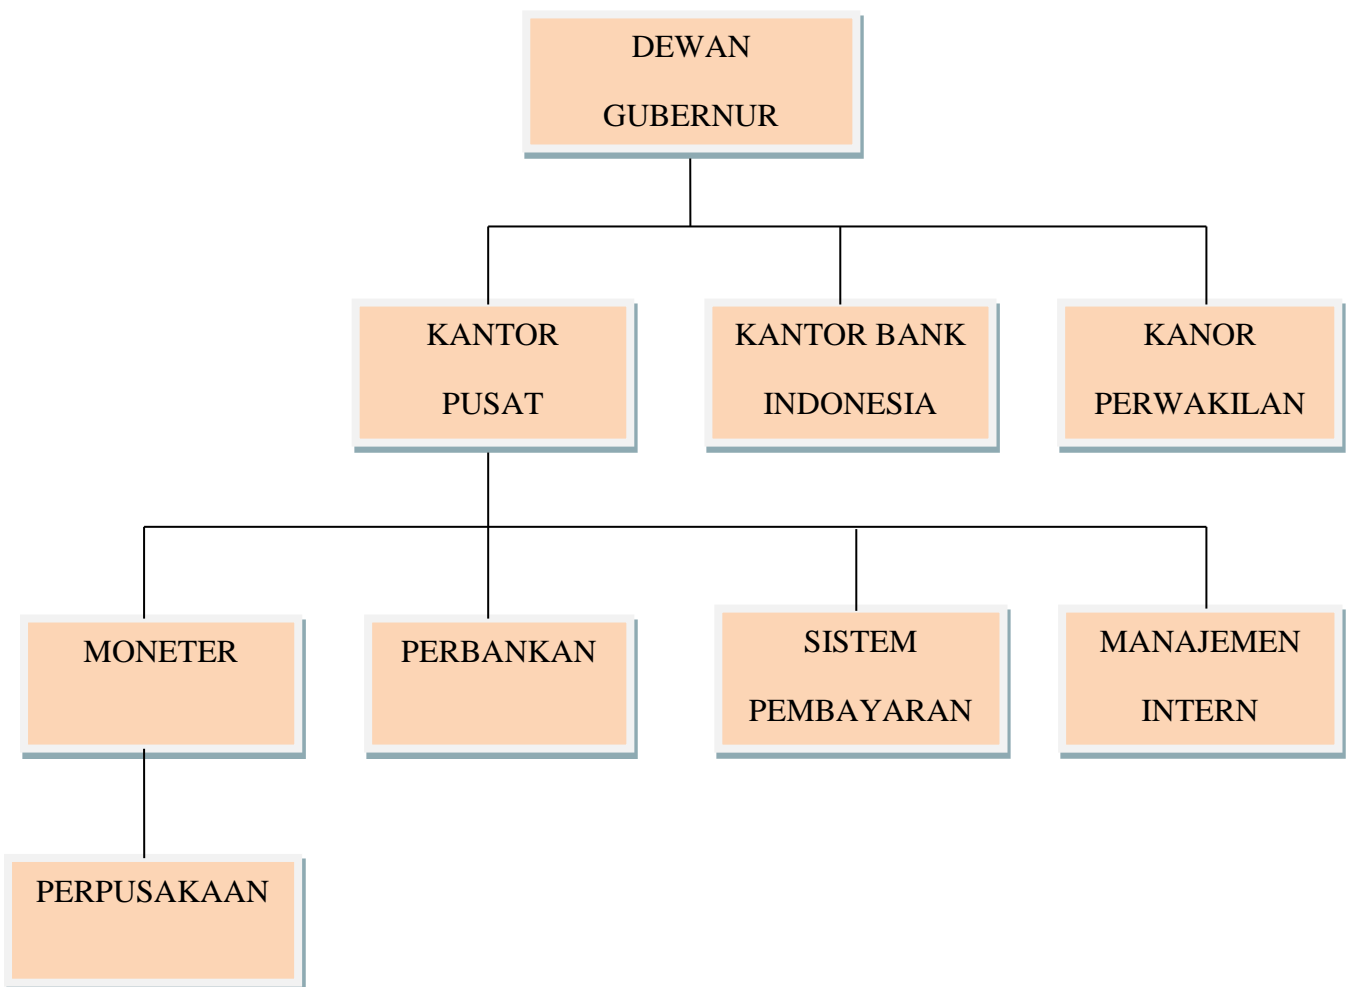 DEWAN
GUBERNUR
KANTOR
PUSAT
KANTOR BANK
INDONESIA
KANOR
PERWAKILAN
MONETER
PERBANKAN
SISTEM
PEMBAYARAN
MANAJEMEN
INTERN
PERPUSAKAAN